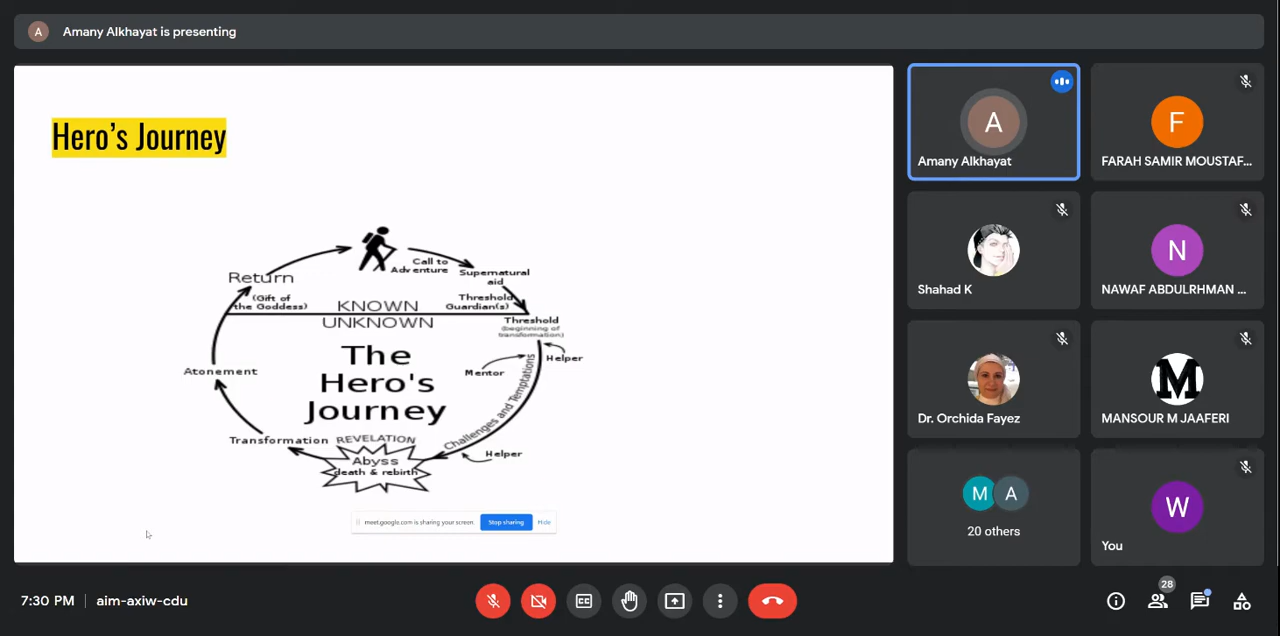 A
Amany Alkhayat is presenting
Hero's Journey
Call to
Adventure
Supernatural
aid
Return
(Gift of
the Goddess)
KNOWN
Threshold
Guardian(s)
UNKNOWN
Threshold
(beginning of
transformation)
The
Hero's
Journey
Helper
Mentor
Challenges and Temptations
Atonement
Transformation
REVELATION
Abyss
death & rebirth
Helper
meet.google.com is sharing your screen.
Stop sharing
Hide
A
Amany Alkhayat
F
FARAH SAMIR MOUSTAF...
Shahad K
N
NAWAF ABDULRHMAN ...
Dr. Orchida Fayez
M
MANSOUR M JAAFERI
M
A
20 others
W
You
7:30 PM | aim-axiw-cdu
CC
28